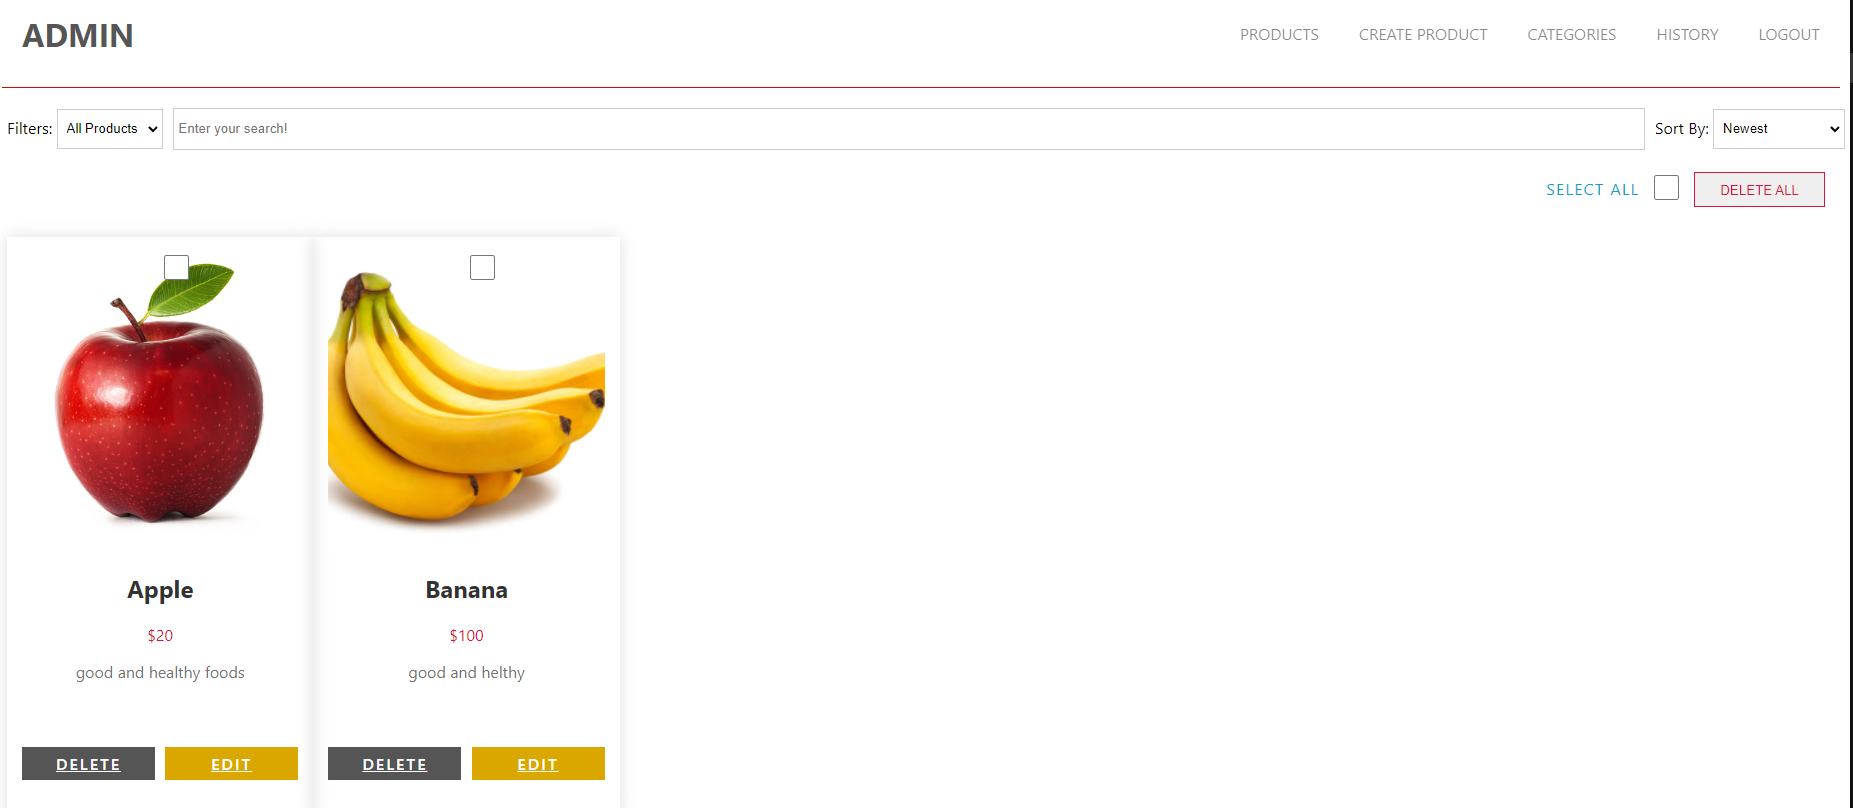 ADMIN PRODUCTS CREATE PRODUCT CATEGORIES HISTORY LOGOUT
Filters: All Products Enter your search! Sort By: Newest
SELECT ALL DELETE ALL
Apple Banana
$20 $100
good and healthy foods good and helthy
DELETE EDIT DELETE EDIT